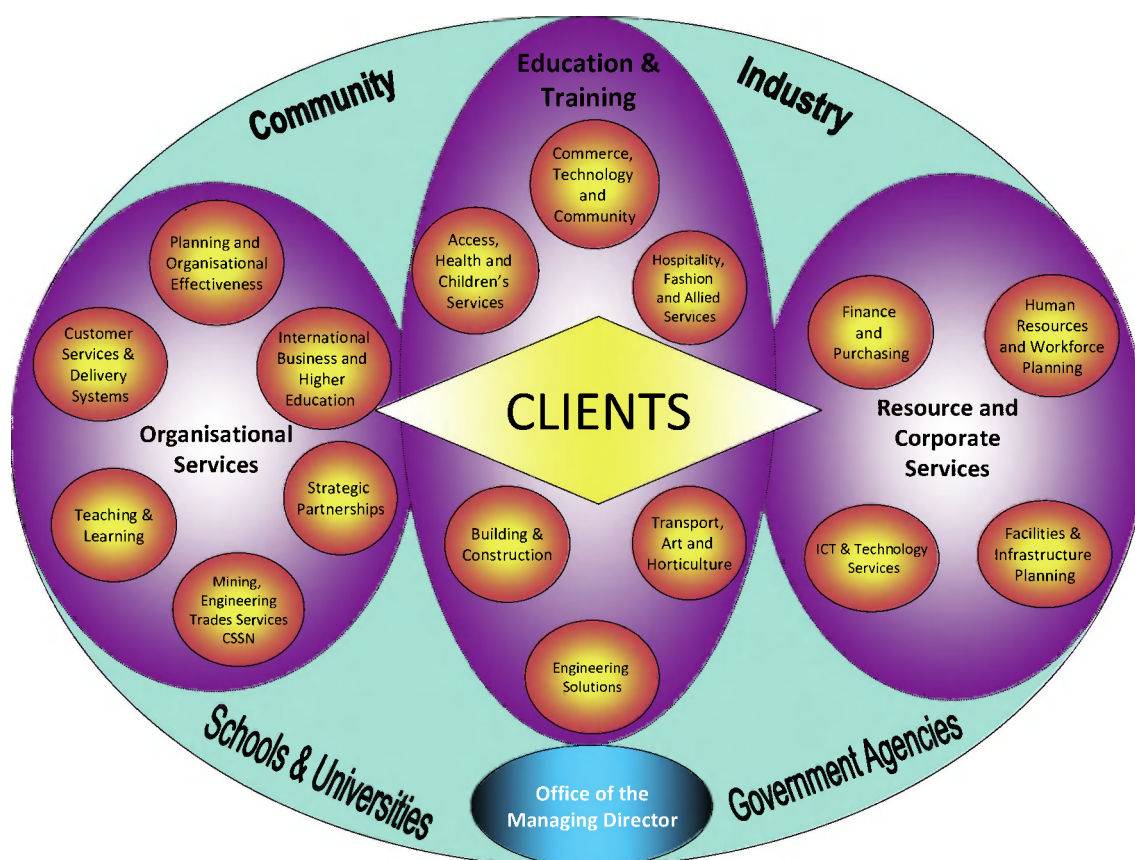 Community
Industry
Education &
Training
Commerce,
Technology
and
Community
Access,
Health and
Children's
Services
Hospitality,
Fashion
and Allied
Services
Planning and
Organisational
Effectiveness
Customer
Services &
Delivery
Systems
International
Business and
Higher
Education
Organisational
Services
Teaching &
Learning
Strategic
Partnerships
Mining,
Engineering
Trades Services
CSSN
CLIENTS
Building &
Construction
Transport,
Art and
Horticulture
Engineering
Solutions
Finance
and
Purchasing
Human
Resources
and Workforce
Planning
Resource and
Corporate
Services
ICT & Technology
Services
Facilities &
Infrastructure
Planning
Schools & Universities
Government Agencies
Office of the
Managing Director